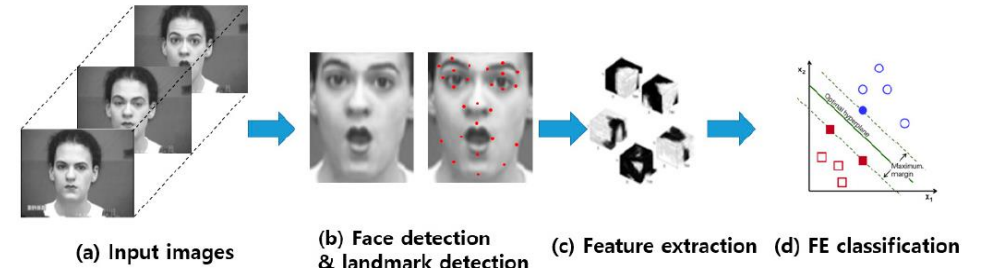 x₂
Optimal hyperplane
Maximum
margin
x₁
(a) Input images
(b) Face detection
& landmark detection
(c) Feature extraction
(d) FE classification